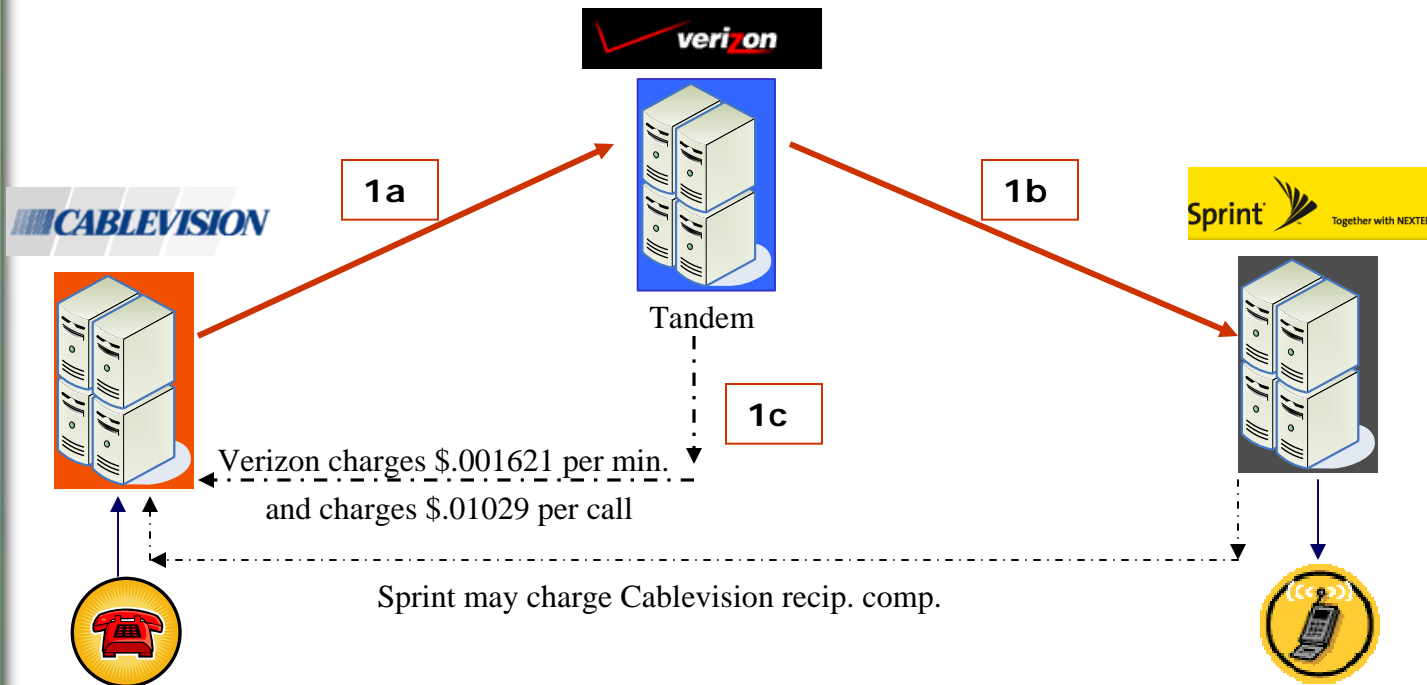 verizon
1a
1b
CABLEVISION
Sprint
Together with NEXTEL
Tandem
1c
Verizon charges $.001621 per min.
and charges $.01029 per call
Sprint may charge Cablevision recip. comp.